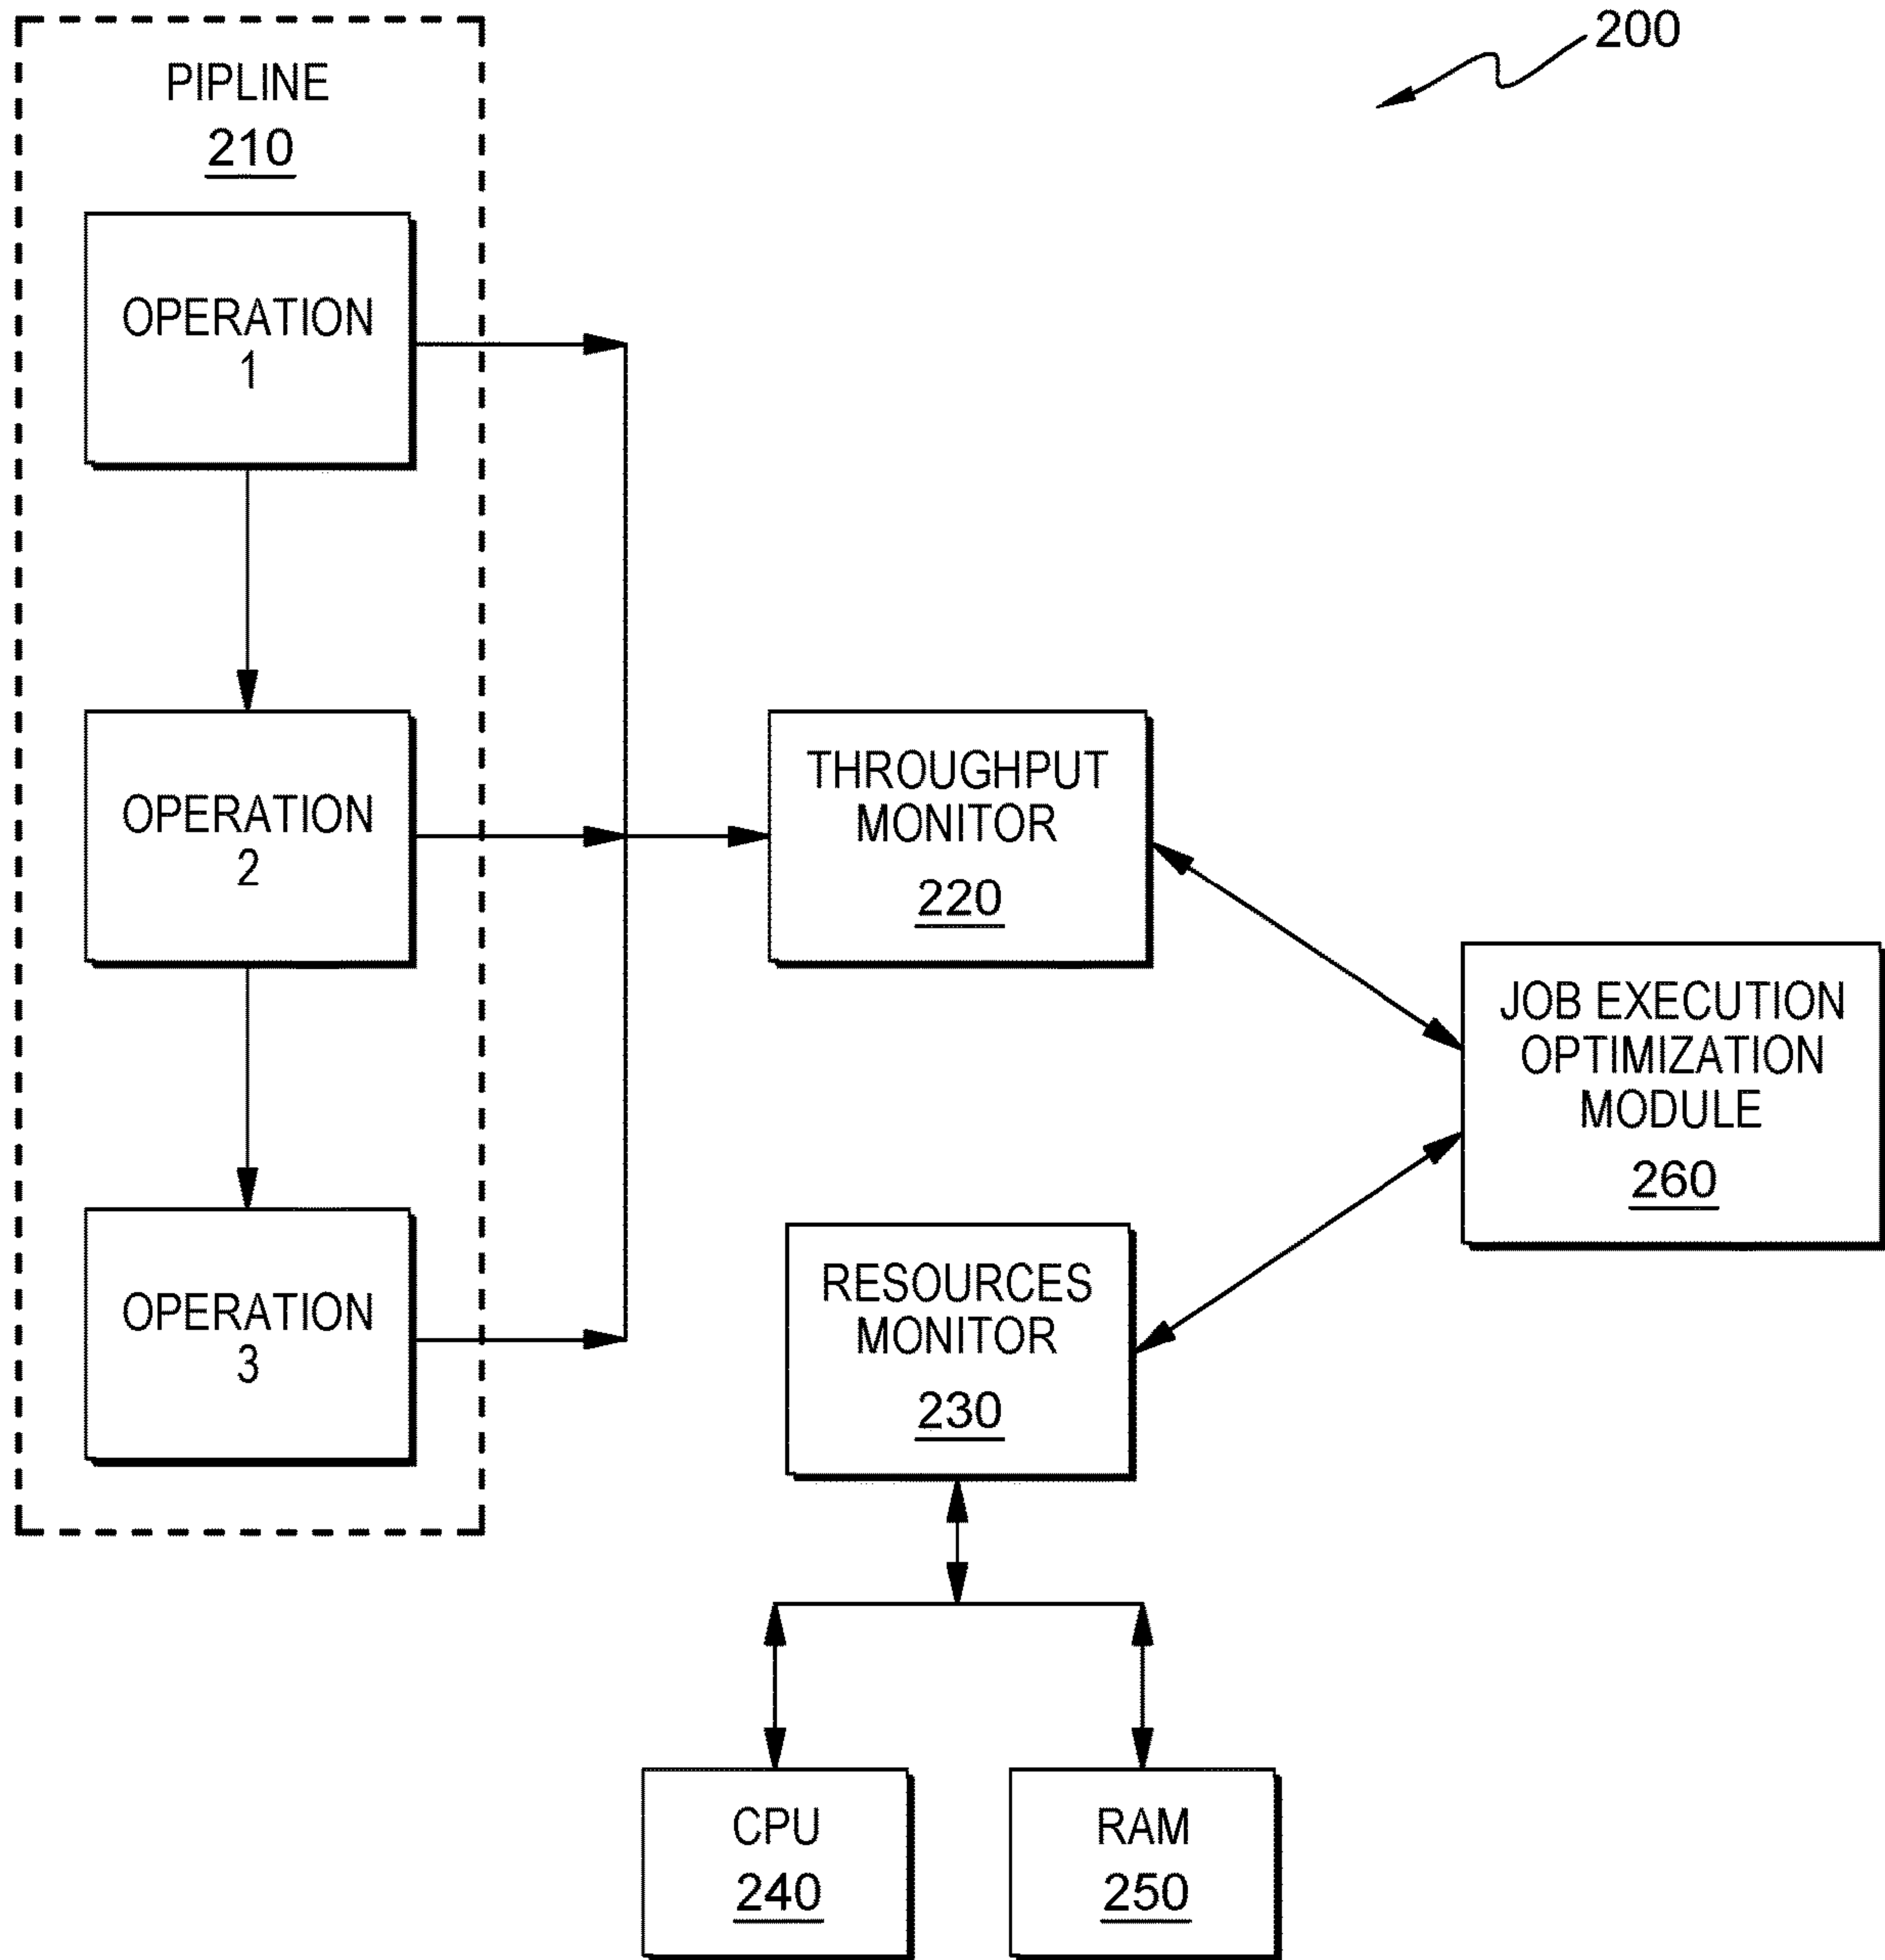 200
PIPLINE
210
OPERATION
1
OPERATION
2
OPERATION
3
THROUGHPUT
MONITOR
220
RESOURCES
MONITOR
230
JOB EXECUTION
OPTIMIZATION
MODULE
260
CPU
240
RAM
250